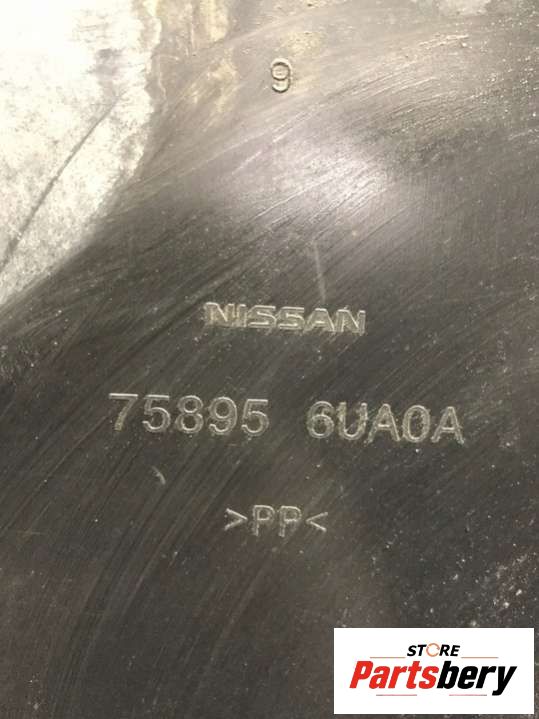 9
NISSAN
75895 6UA0A
>PP<
STORE
Partsbery